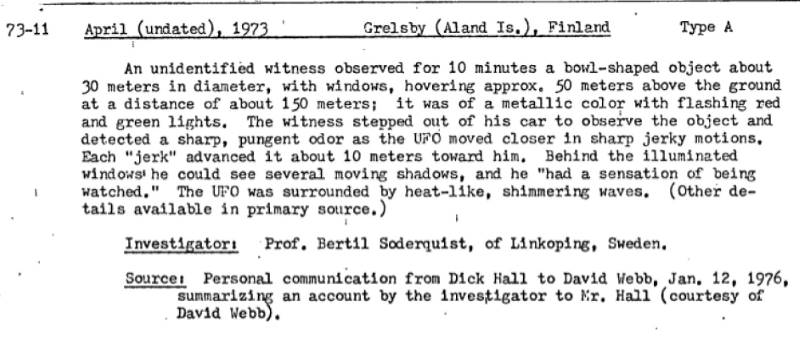 73-11 April (undated), 1973 Grelsby (Aland Is.), Finland Type A
An unidentified witness observed for 10 minutes a bowl-shaped object about
30 meters in diameter, with windows, hovering approx. 50 meters above the ground
at a distance of about 150 meters; it was of a metallic color with flashing red
and green lights. The witness stepped out of his car to observe the object and
detected a sharp, pungent odor as the UFO moved closer in sharp jerky motions.
Each "jerk" advanced it about 10 meters toward him. Behind the illuminated
windows he could see several moving shadows, and he "had a sensation of being
watched." The UFO was surrounded by heat-like, shimmering waves. (Other de-
tails available in primary source.)
Investigator: Prof. Bertil Soderquist, of Linkoping, Sweden.
Source: Personal communication from Dick Hall to David Webb, Jan. 12, 1976,
summarizing an account by the investigator to Mr. Hall (courtesy of
David Webb).